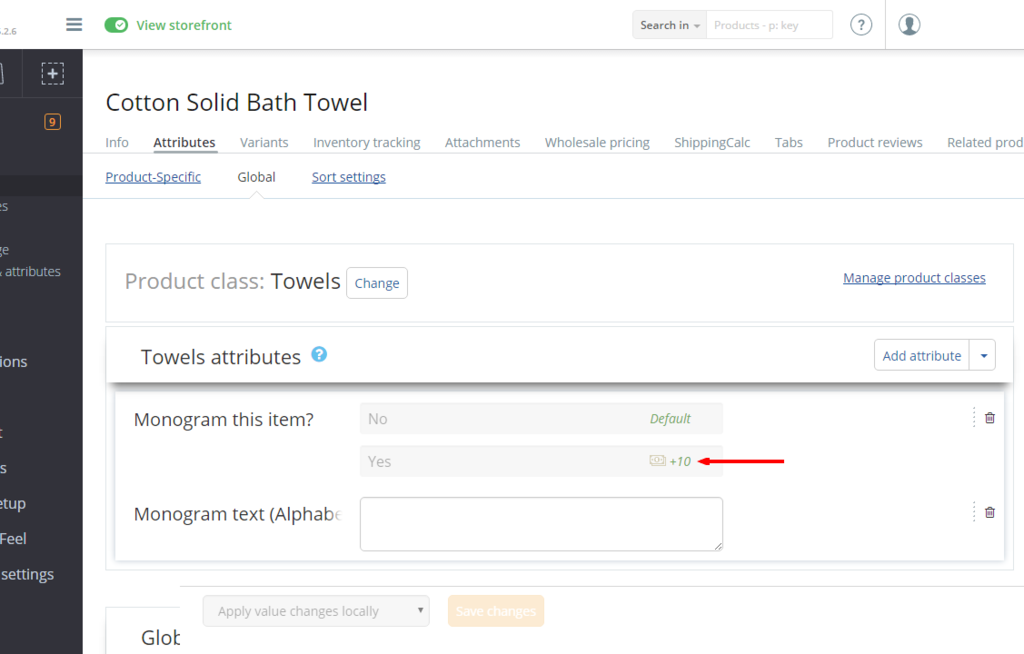 .2.6
View storefront
Search in
Products - p: key
?
9
Cotton Solid Bath Towel
Info Attributes Variants Inventory tracking Attachments Wholesale pricing ShippingCalc Tabs Product reviews Related prod
Product-Specific Global Sort settings
es
ge
& attributes
ions
t
s
etup
Feel
settings
Product class: Towels Change
Manage product classes
Towels attributes ?
Add attribute
Monogram this item?
No Default
Yes +10
Monogram text (Alphabe
Apply value changes locally
Save changes
Glob